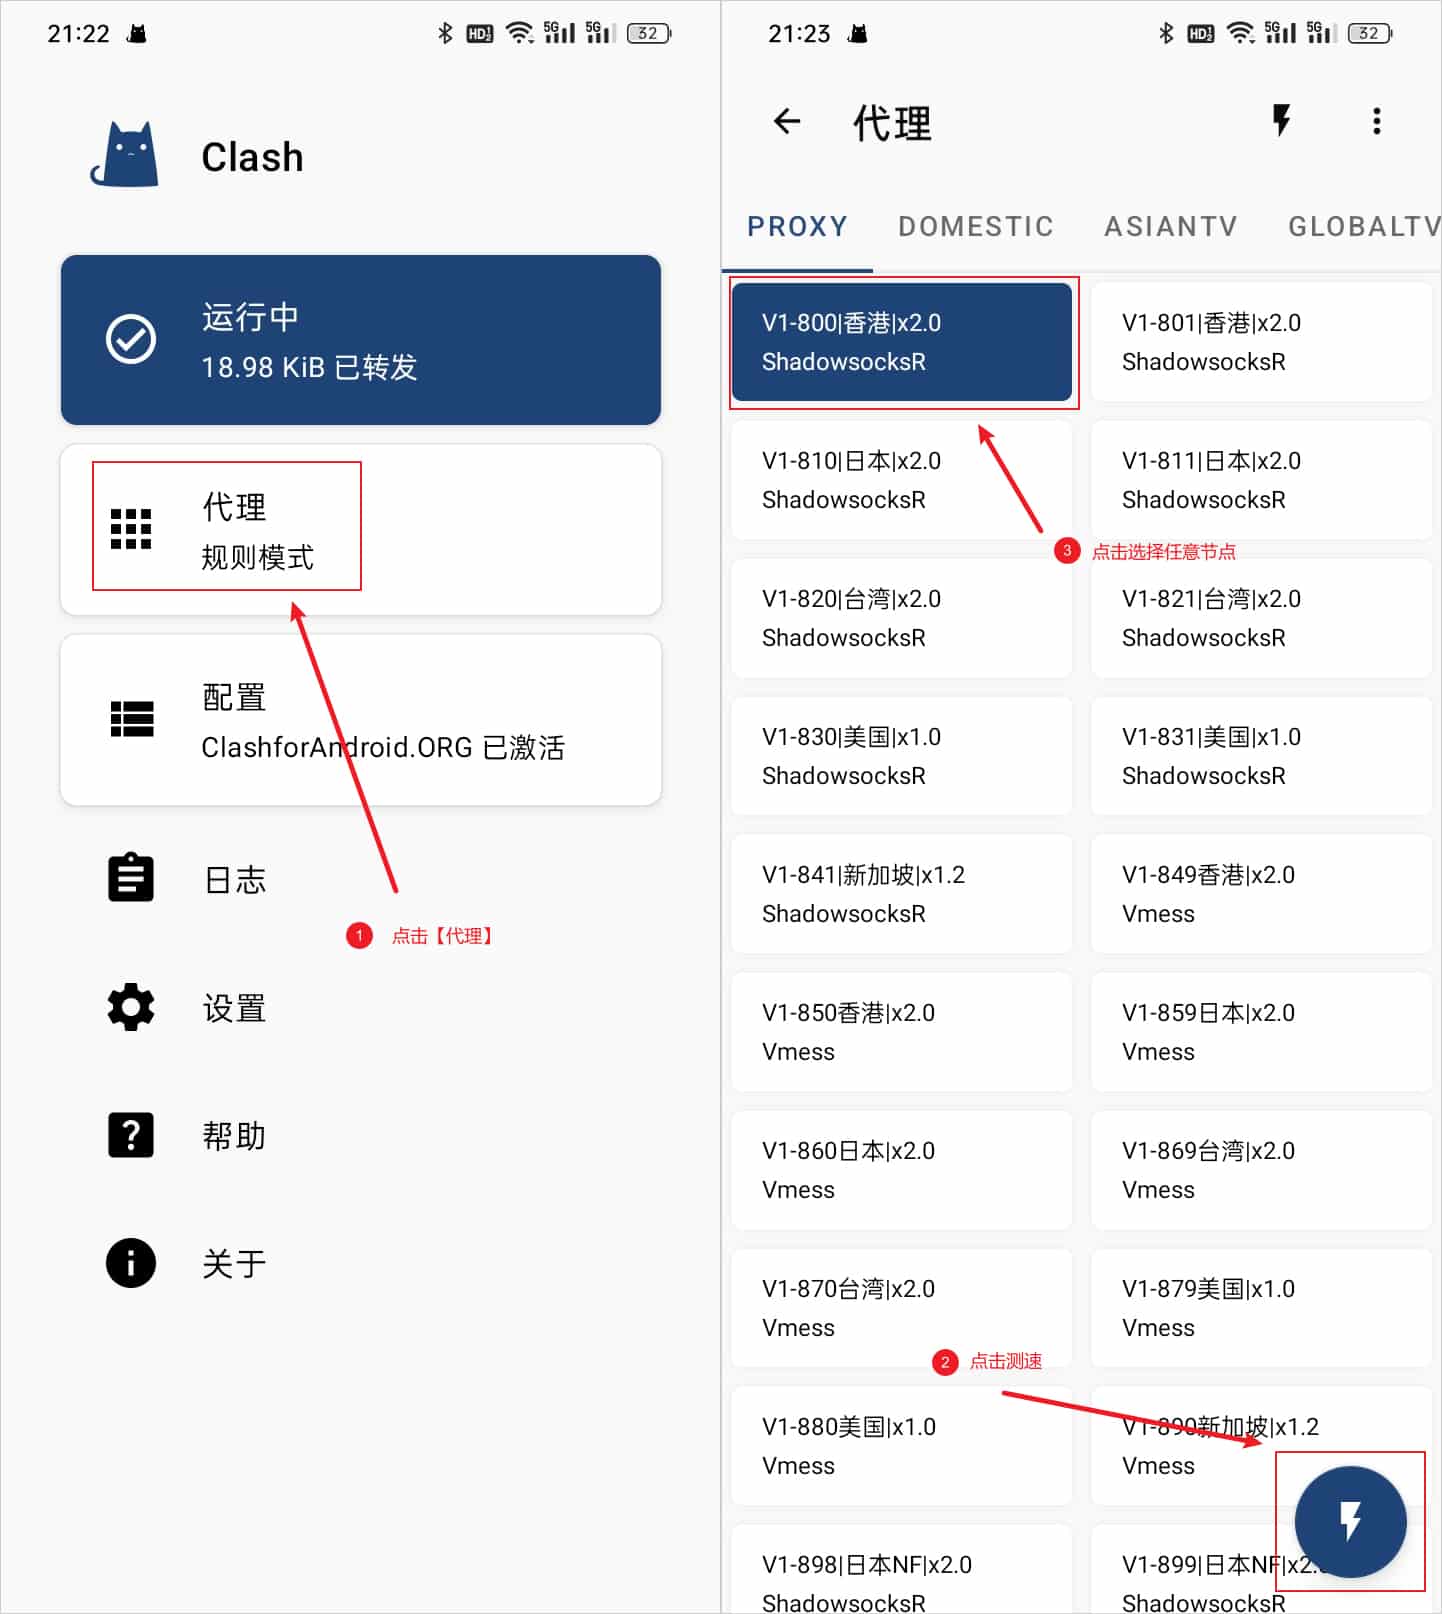 21:22
HD 1 2
5G
5G
32
Clash
运行中
18.98 KiB 已转发
代理
规则模式
配置
ClashforAndroid.ORG 已激活
日志
1 点击【代理】
设置
帮助
关于
21:23
HD 1 2
5G
5G
32
代理
PROXY DOMESTIC ASIANTV GLOBALTV
V1-800|香港|x2.0
ShadowsocksR
V1-801|香港|x2.0
ShadowsocksR
V1-810|日本|x2.0
ShadowsocksR
V1-811|日本|x2.0
ShadowsocksR
3 点击选择任意节点
V1-820|台湾|x2.0
ShadowsocksR
V1-821|台湾|x2.0
ShadowsocksR
V1-830|美国|x1.0
ShadowsocksR
V1-831|美国|x1.0
ShadowsocksR
V1-841|新加坡|x1.2
ShadowsocksR
V1-849香港|x2.0
Vmess
V1-850香港|x2.0
Vmess
V1-859日本|x2.0
Vmess
V1-860日本|x2.0
Vmess
V1-869台湾|x2.0
Vmess
V1-870台湾|x2.0
Vmess
V1-879美国|x1.0
Vmess
2 点击测速
V1-880美国|x1.0
Vmess
V1-890新加坡|x1.2
Vmess
V1-898|日本NF|x2.0
ShadowsocksR
V1-899|日本NF|x2.
ShadowsocksR